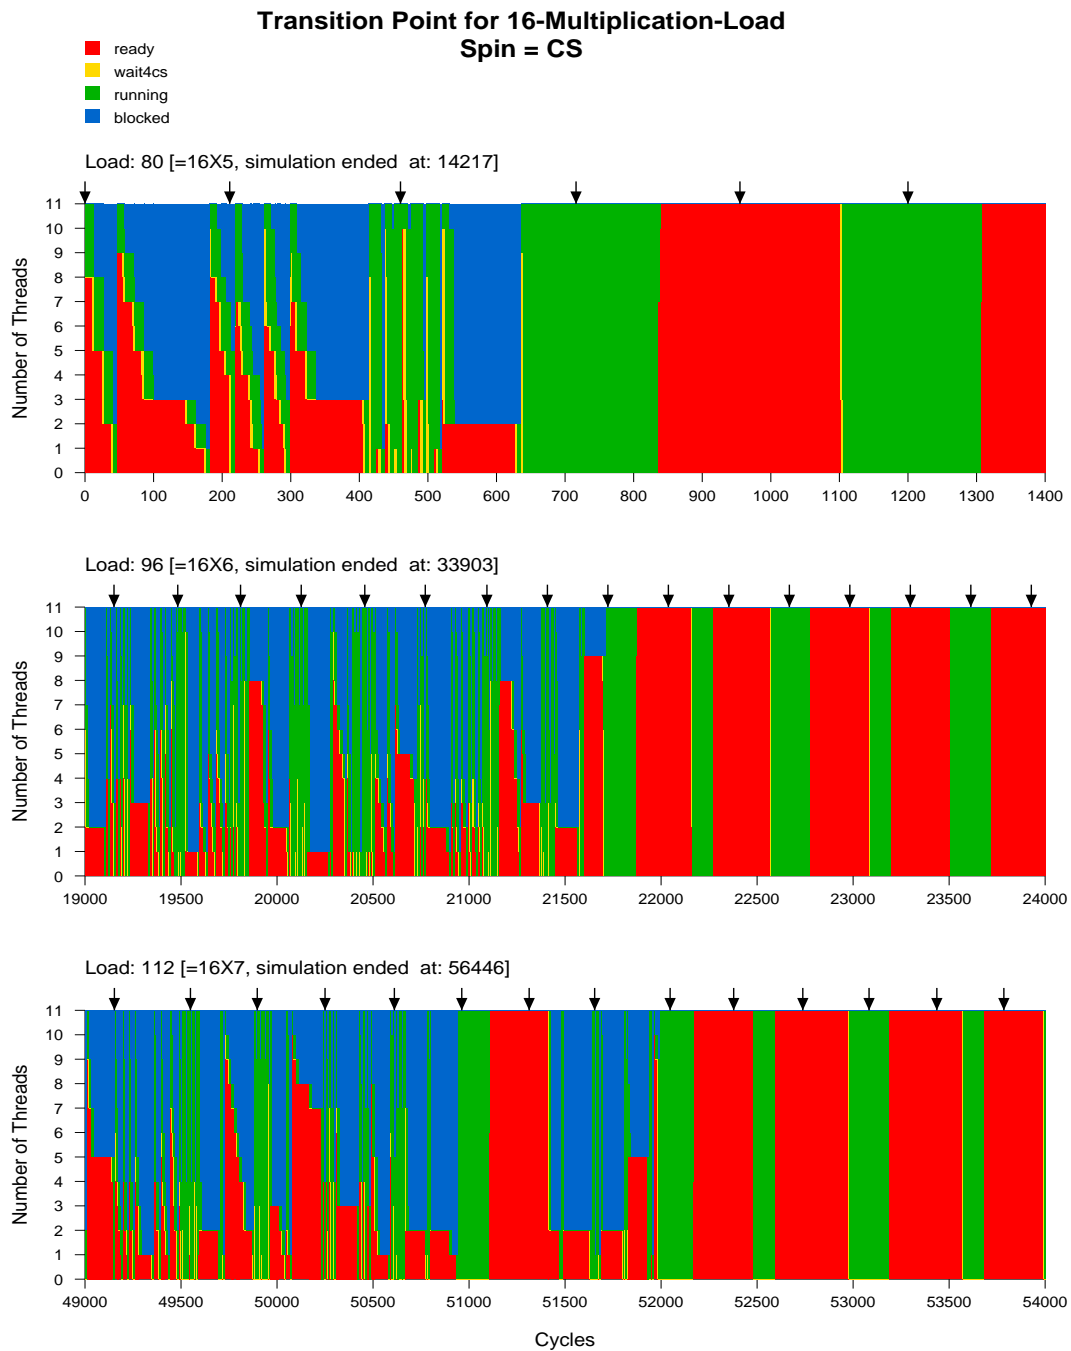 Transition Point for 16-Multiplication-Load
Spin = CS
ready
wait4cs
running
blocked
Load: 80 [=16X5, simulation ended  at: 14217]
Number of Threads
11
10
9
8
7
6
5
4
3
2
1
0
0 100 200 300 400 500 600 700 800 900 1000 1100 1200 1300 1400
Load: 96 [=16X6, simulation ended  at: 33903]
Number of Threads
11
10
9
8
7
6
5
4
3
2
1
0
19000 19500 20000 20500 21000 21500 22000 22500 23000 23500 24000
Load: 112 [=16X7, simulation ended  at: 56446]
Number of Threads
11
10
9
8
7
6
5
4
3
2
1
0
49000 49500 50000 50500 51000 51500 52000 52500 53000 53500 54000
Cycles